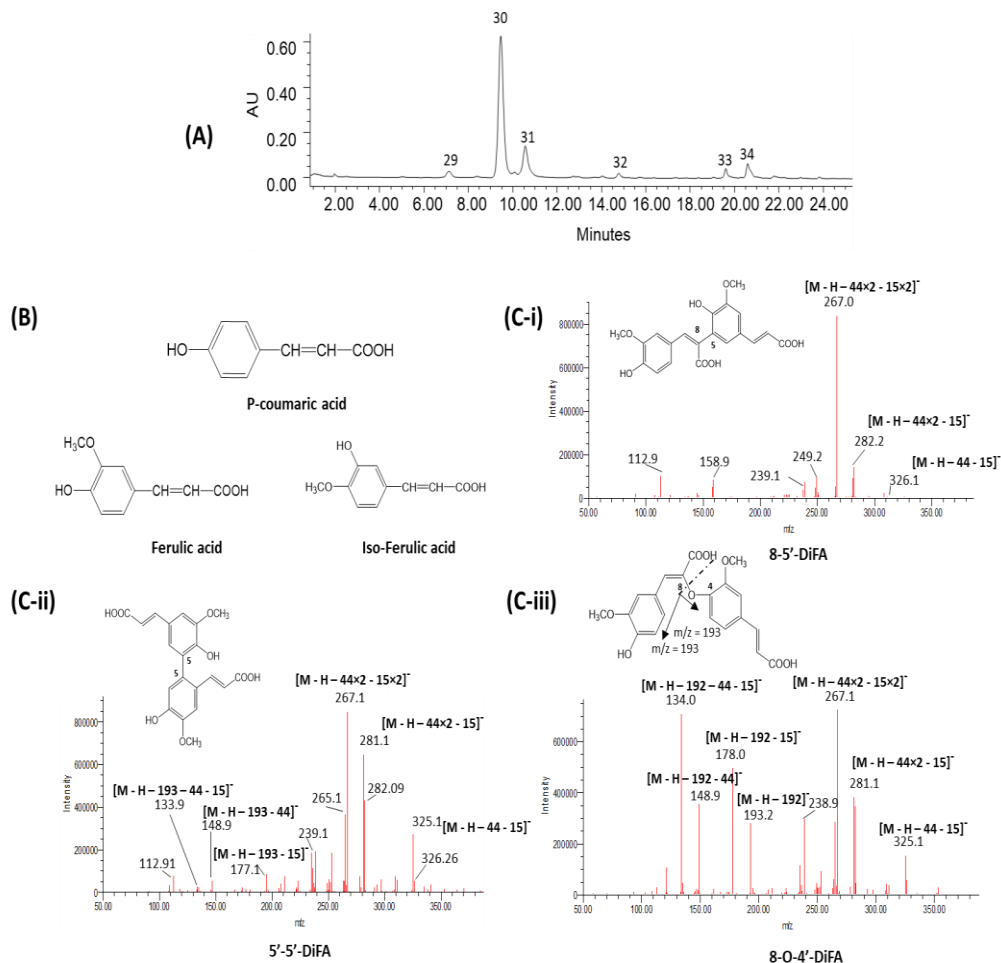 (A)
AU
0.60
0.40
0.20
0.00
29
30
31
32
33
34
2.00 4.00 6.00 8.00 10.00 12.00 14.00 16.00 18.00 20.00 22.00 24.00
Minutes
(B)
HO
COOH
P-coumaric acid
H₃CO
HO
COOH
Ferulic acid
HO
H₃CO
COOH
Iso-Ferulic acid
(C-i)
OCH₃
HO
8
5
H₃CO
HO
COOH
COOH
[M - H – 44×2 - 15×2]⁻
267.0
[M - H – 44×2 - 15]⁻
282.2
[M - H – 44 - 15]⁻
326.1
249.2
239.1
158.9
112.9
Intensity
800000
600000
400000
200000
0
50.00 100.00 150.00 200.00 250.00 300.00 350.00
m/z
8-5'-DiFA
(C-ii)
HOOC
OCH₃
OH
5
5
COOH
HO
OCH₃
[M - H – 44×2 - 15×2]⁻
267.1
[M - H – 44×2 - 15]⁻
281.1
282.09
265.1
[M - H – 44 - 15]⁻
325.1
326.26
[M - H – 193 – 44 - 15]⁻
133.9
[M - H – 193 - 44]⁻
148.9
[M - H – 193 - 15]⁻
177.1
239.1
112.91
Intensity
800000
600000
400000
200000
0
50.00 100.00 150.00 200.00 250.00 300.00 350.00
m/z
5'-5'-DiFA
(C-iii)
COOH
OCH₃
8
4
O
H₃CO
HO
m/z = 193
m/z = 193
COOH
[M - H – 192 – 44 - 15]⁻
134.0
[M - H – 44×2 - 15×2]⁻
267.1
[M - H – 192 - 15]⁻
178.0
[M - H – 44×2 - 15]⁻
281.1
[M - H – 192 - 44]⁻
148.9
[M - H – 192]⁻
193.2
238.9
[M - H – 44 - 15]⁻
325.1
Intensity
600000
400000
200000
0
50.00 100.00 150.00 200.00 250.00 300.00 350.00
m/z
8-O-4'-DiFA